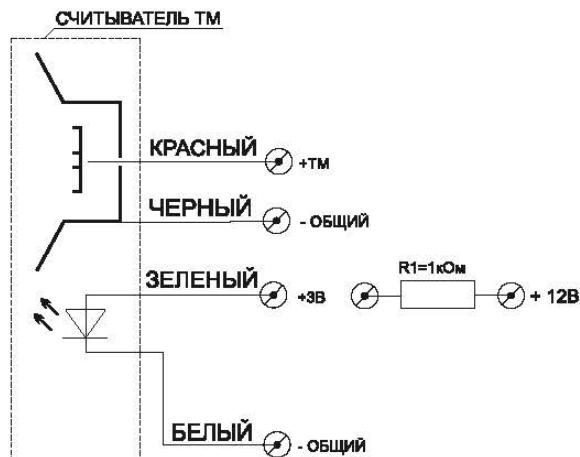 СЧИТЫВАТЕЛЬ ТМ
КРАСНЫЙ
+ТМ
ЧЕРНЫЙ
- ОБЩИЙ
ЗЕЛЕНЫЙ
+3В
R1=1кОм
+ 12В
БЕЛЫЙ
- ОБЩИЙ